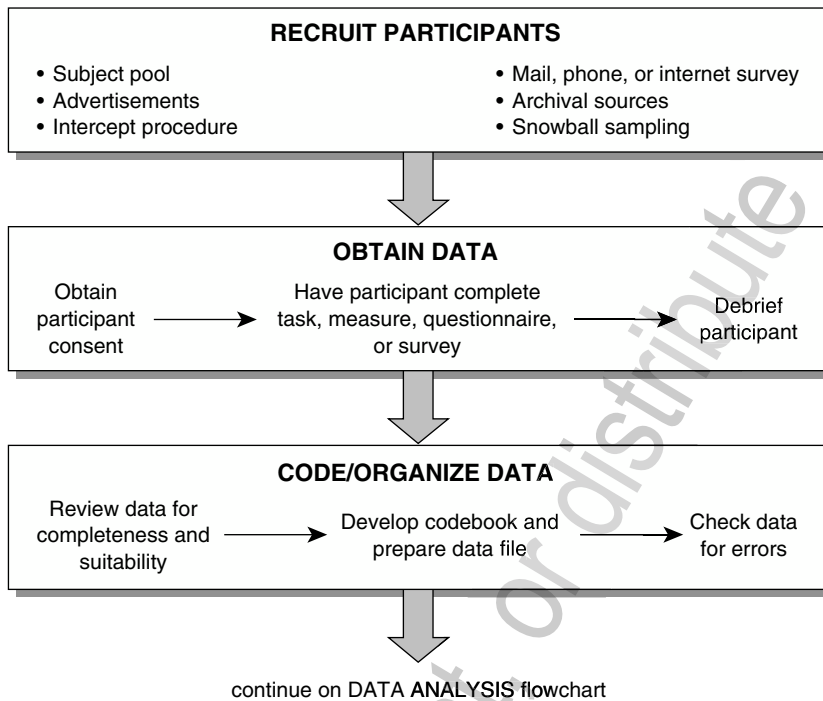 RECRUIT PARTICIPANTS
• Subject pool
• Advertisements
• Intercept procedure
• Mail, phone, or internet survey
• Archival sources
• Snowball sampling
OBTAIN DATA
Obtain
participant
consent
Have participant complete
task, measure, questionnaire,
or survey
Debrief
participant
CODE/ORGANIZE DATA
Review data for
completeness and
suitability
Develop codebook and
prepare data file
Check data
for errors
continue on DATA ANALYSIS flowchart
or distribute